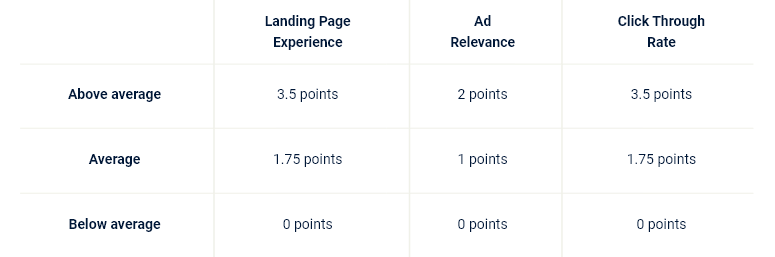 Landing Page Experience
Ad Relevance
Click Through Rate
Above average 3.5 points 2 points 3.5 points
Average 1.75 points 1 points 1.75 points
Below average 0 points 0 points 0 points